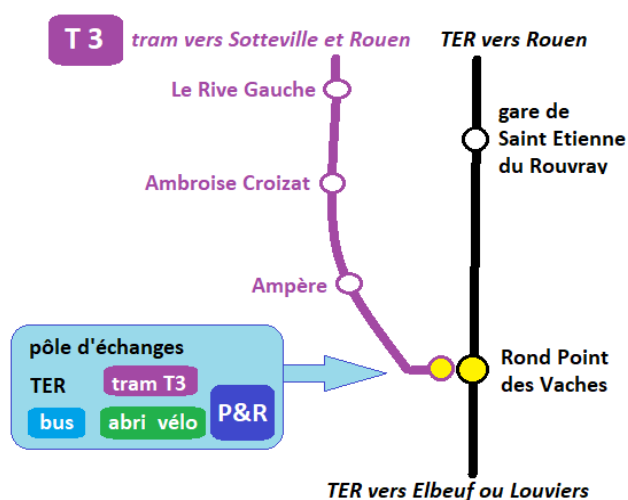 T 3
tram vers Sotteville et Rouen
TER vers Rouen
Le Rive Gauche
gare de
Saint Etienne
du Rouvray
Ambroise Croizat
Ampère
pôle d'échanges
TER
tram T3
bus
abri vélo
P&R
Rond Point
des Vaches
TER vers Elbeuf ou Louviers